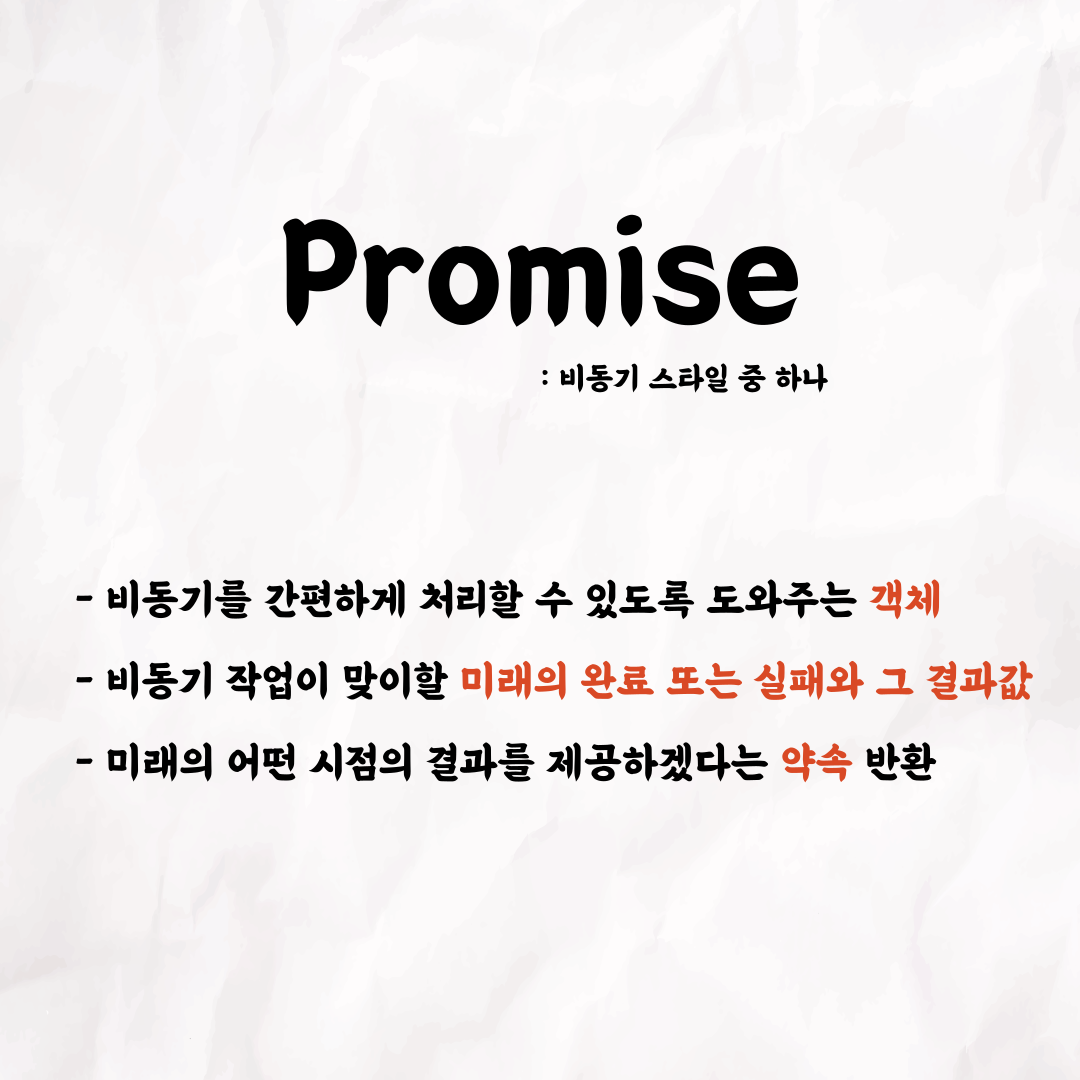 Promise
: 비동기 스타일 중 하나
- 비동기를 간편하게 처리할 수 있도록 도와주는 객체
- 비동기 작업이 맞이할 미래의 완료 또는 실패와 그 결과값
- 미래의 어떤 시점의 결과를 제공하겠다는 약속 반환